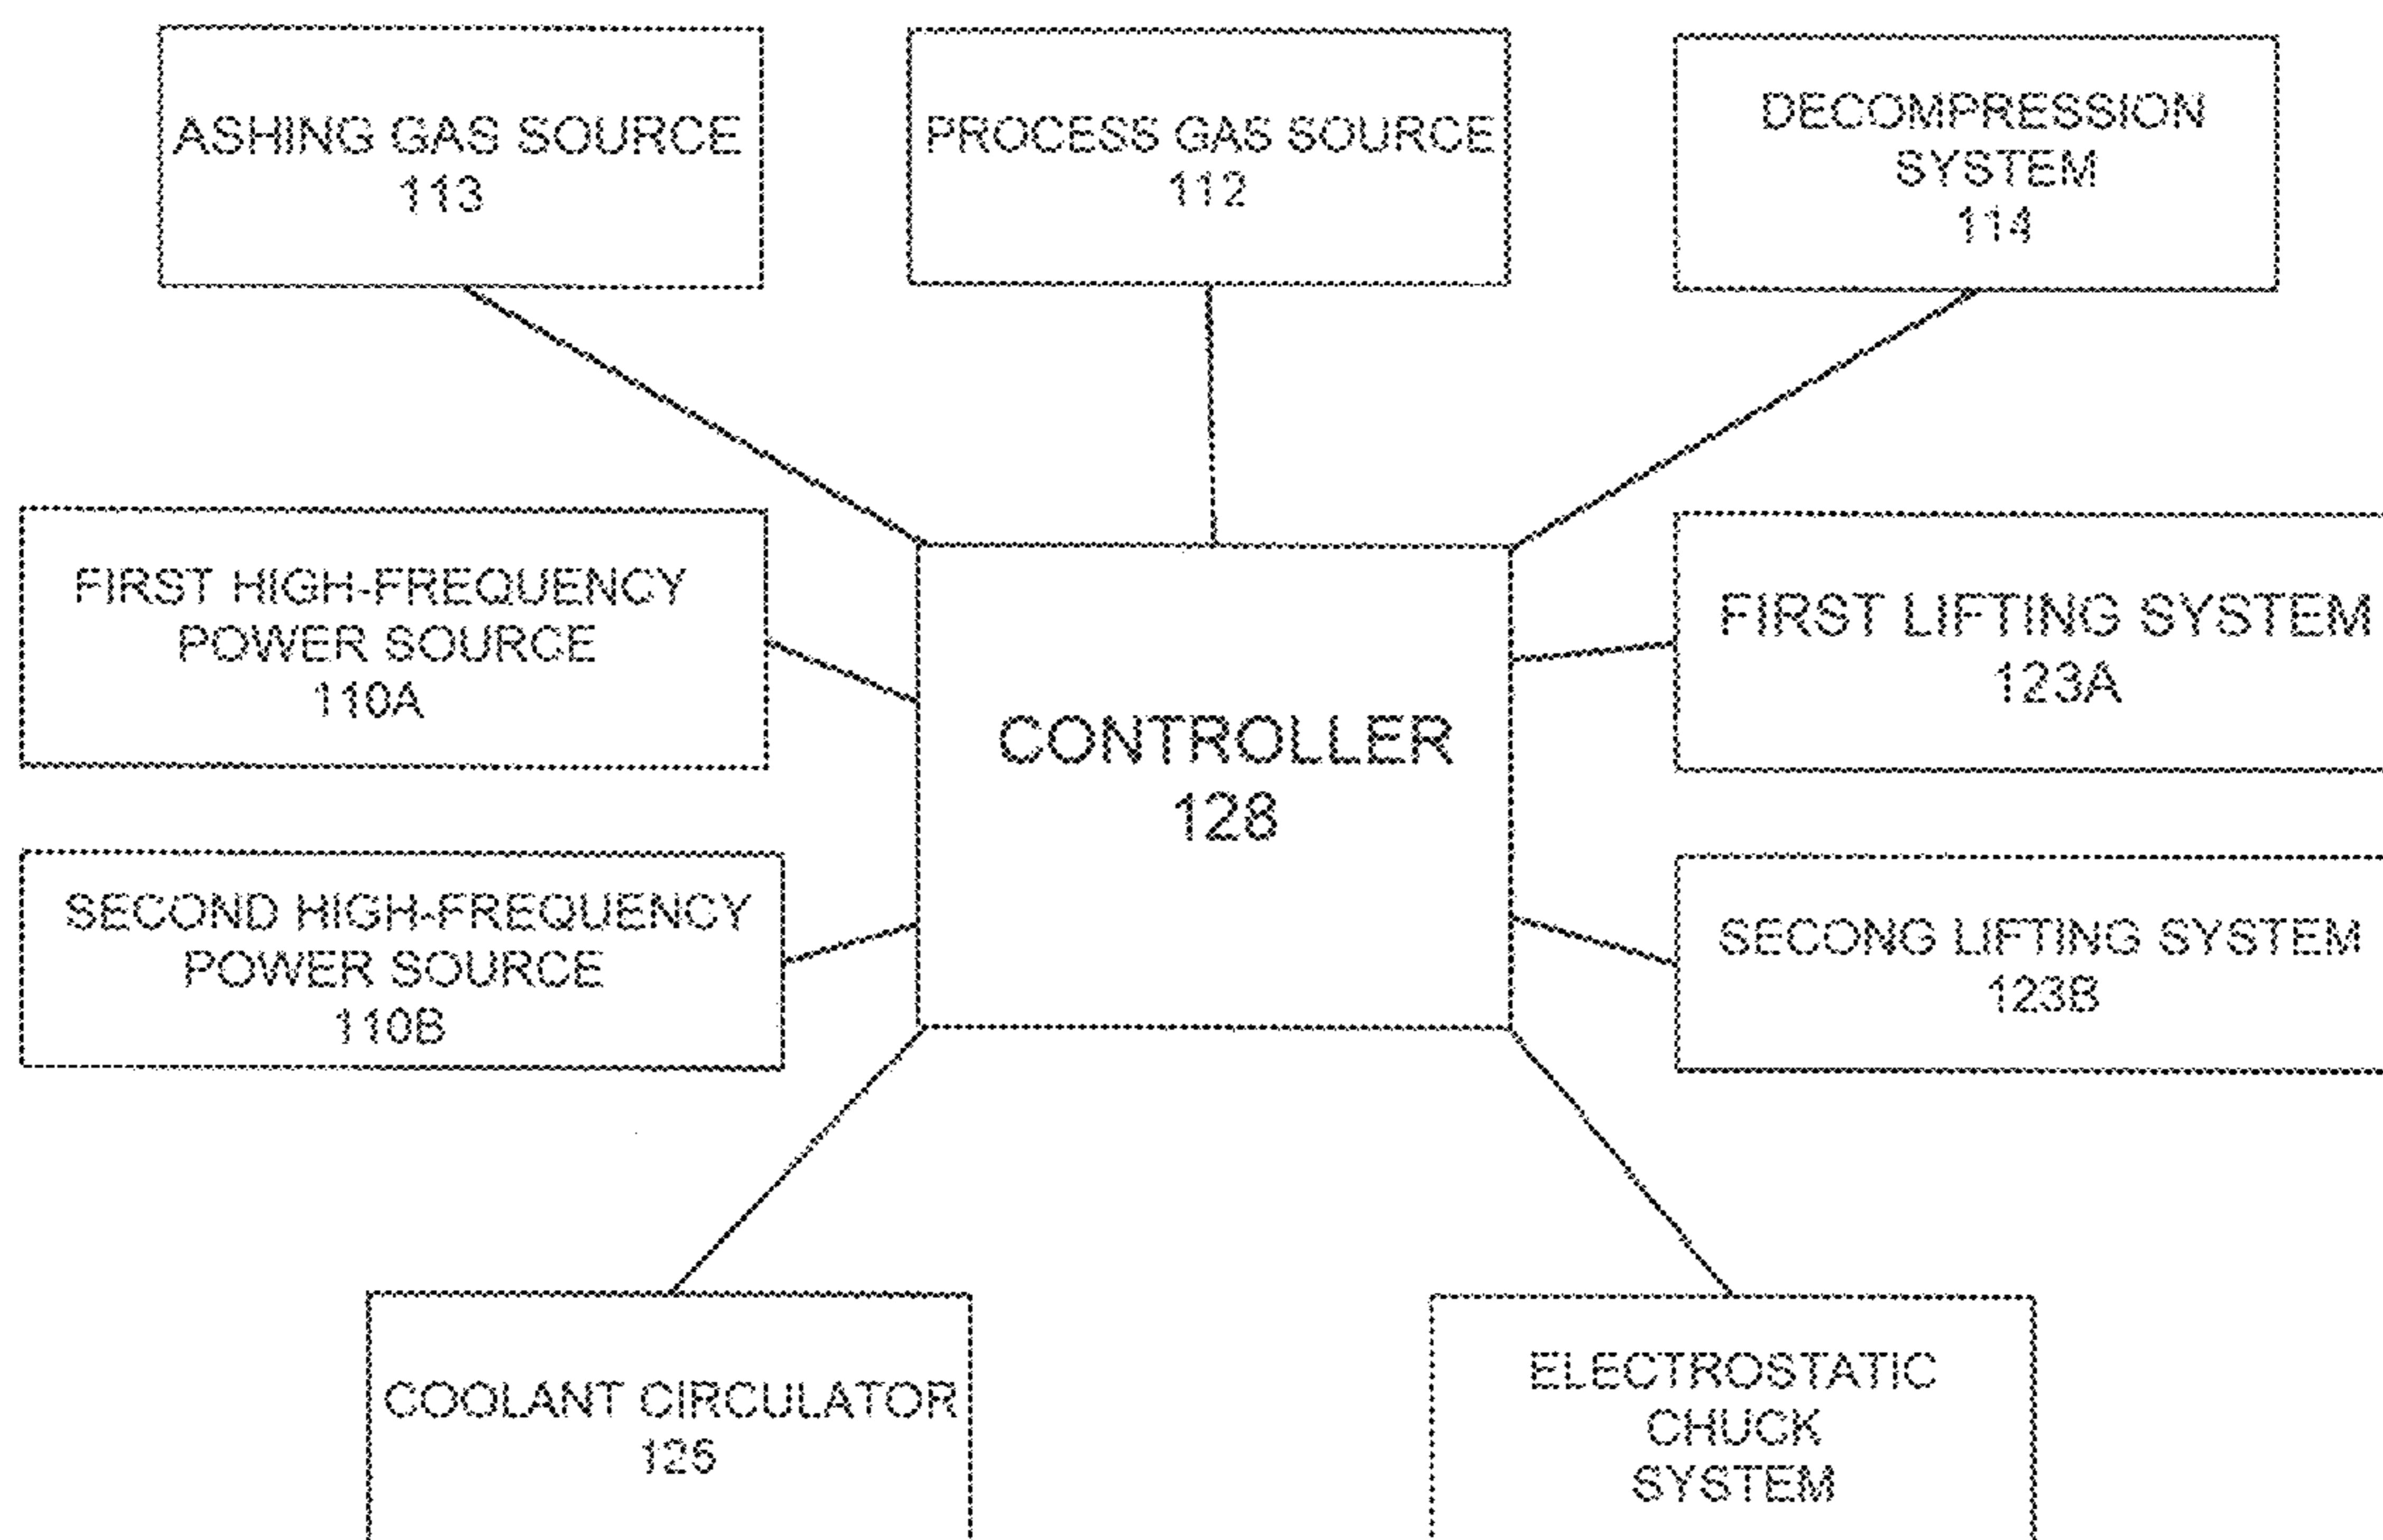 ASHING GAS SOURCE
113
PROCESS GAS SOURCE
112
DECOMPRESSION
SYSTEM
114
FIRST HIGH-FREQUENCY
POWER SOURCE
110A
CONTROLLER
128
FIRST LIFTING SYSTEM
123A
SECOND HIGH-FREQUENCY
POWER SOURCE
110B
SECONG LIFTING SYSTEM
123B
COOLANT CIRCULATOR
125
ELECTROSTATIC
CHUCK
SYSTEM